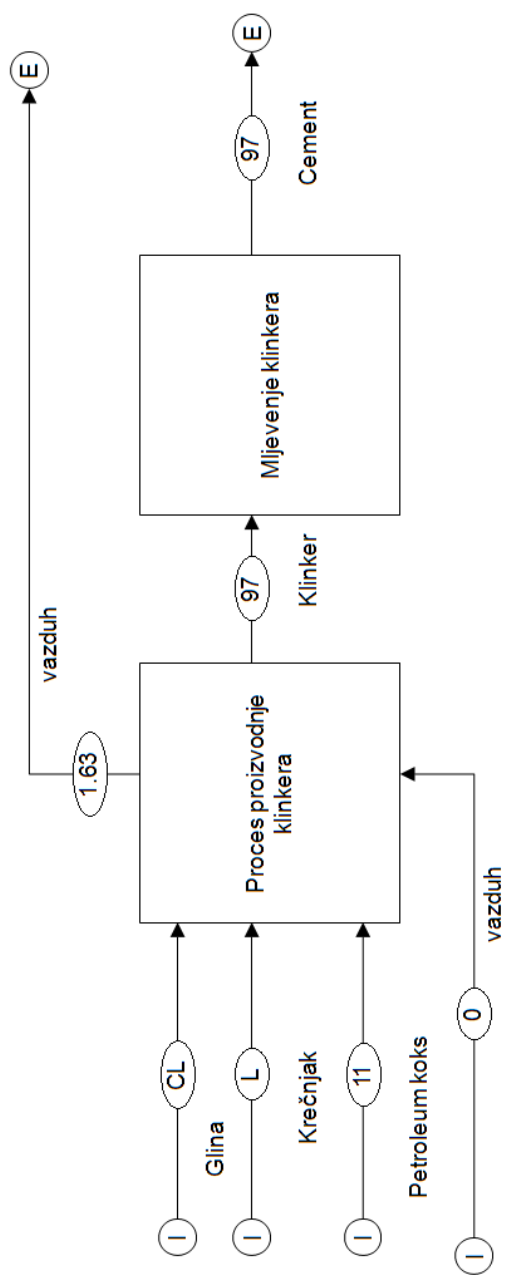 E
vazduh
1.63
I
CL
Glina
I
L
Krečnjak
I
11
Petroleum koks
I
0
vazduh
Proces proizvodnje
klinkera
97
Klinker
Mljevenje klinkera
97
Cement
E